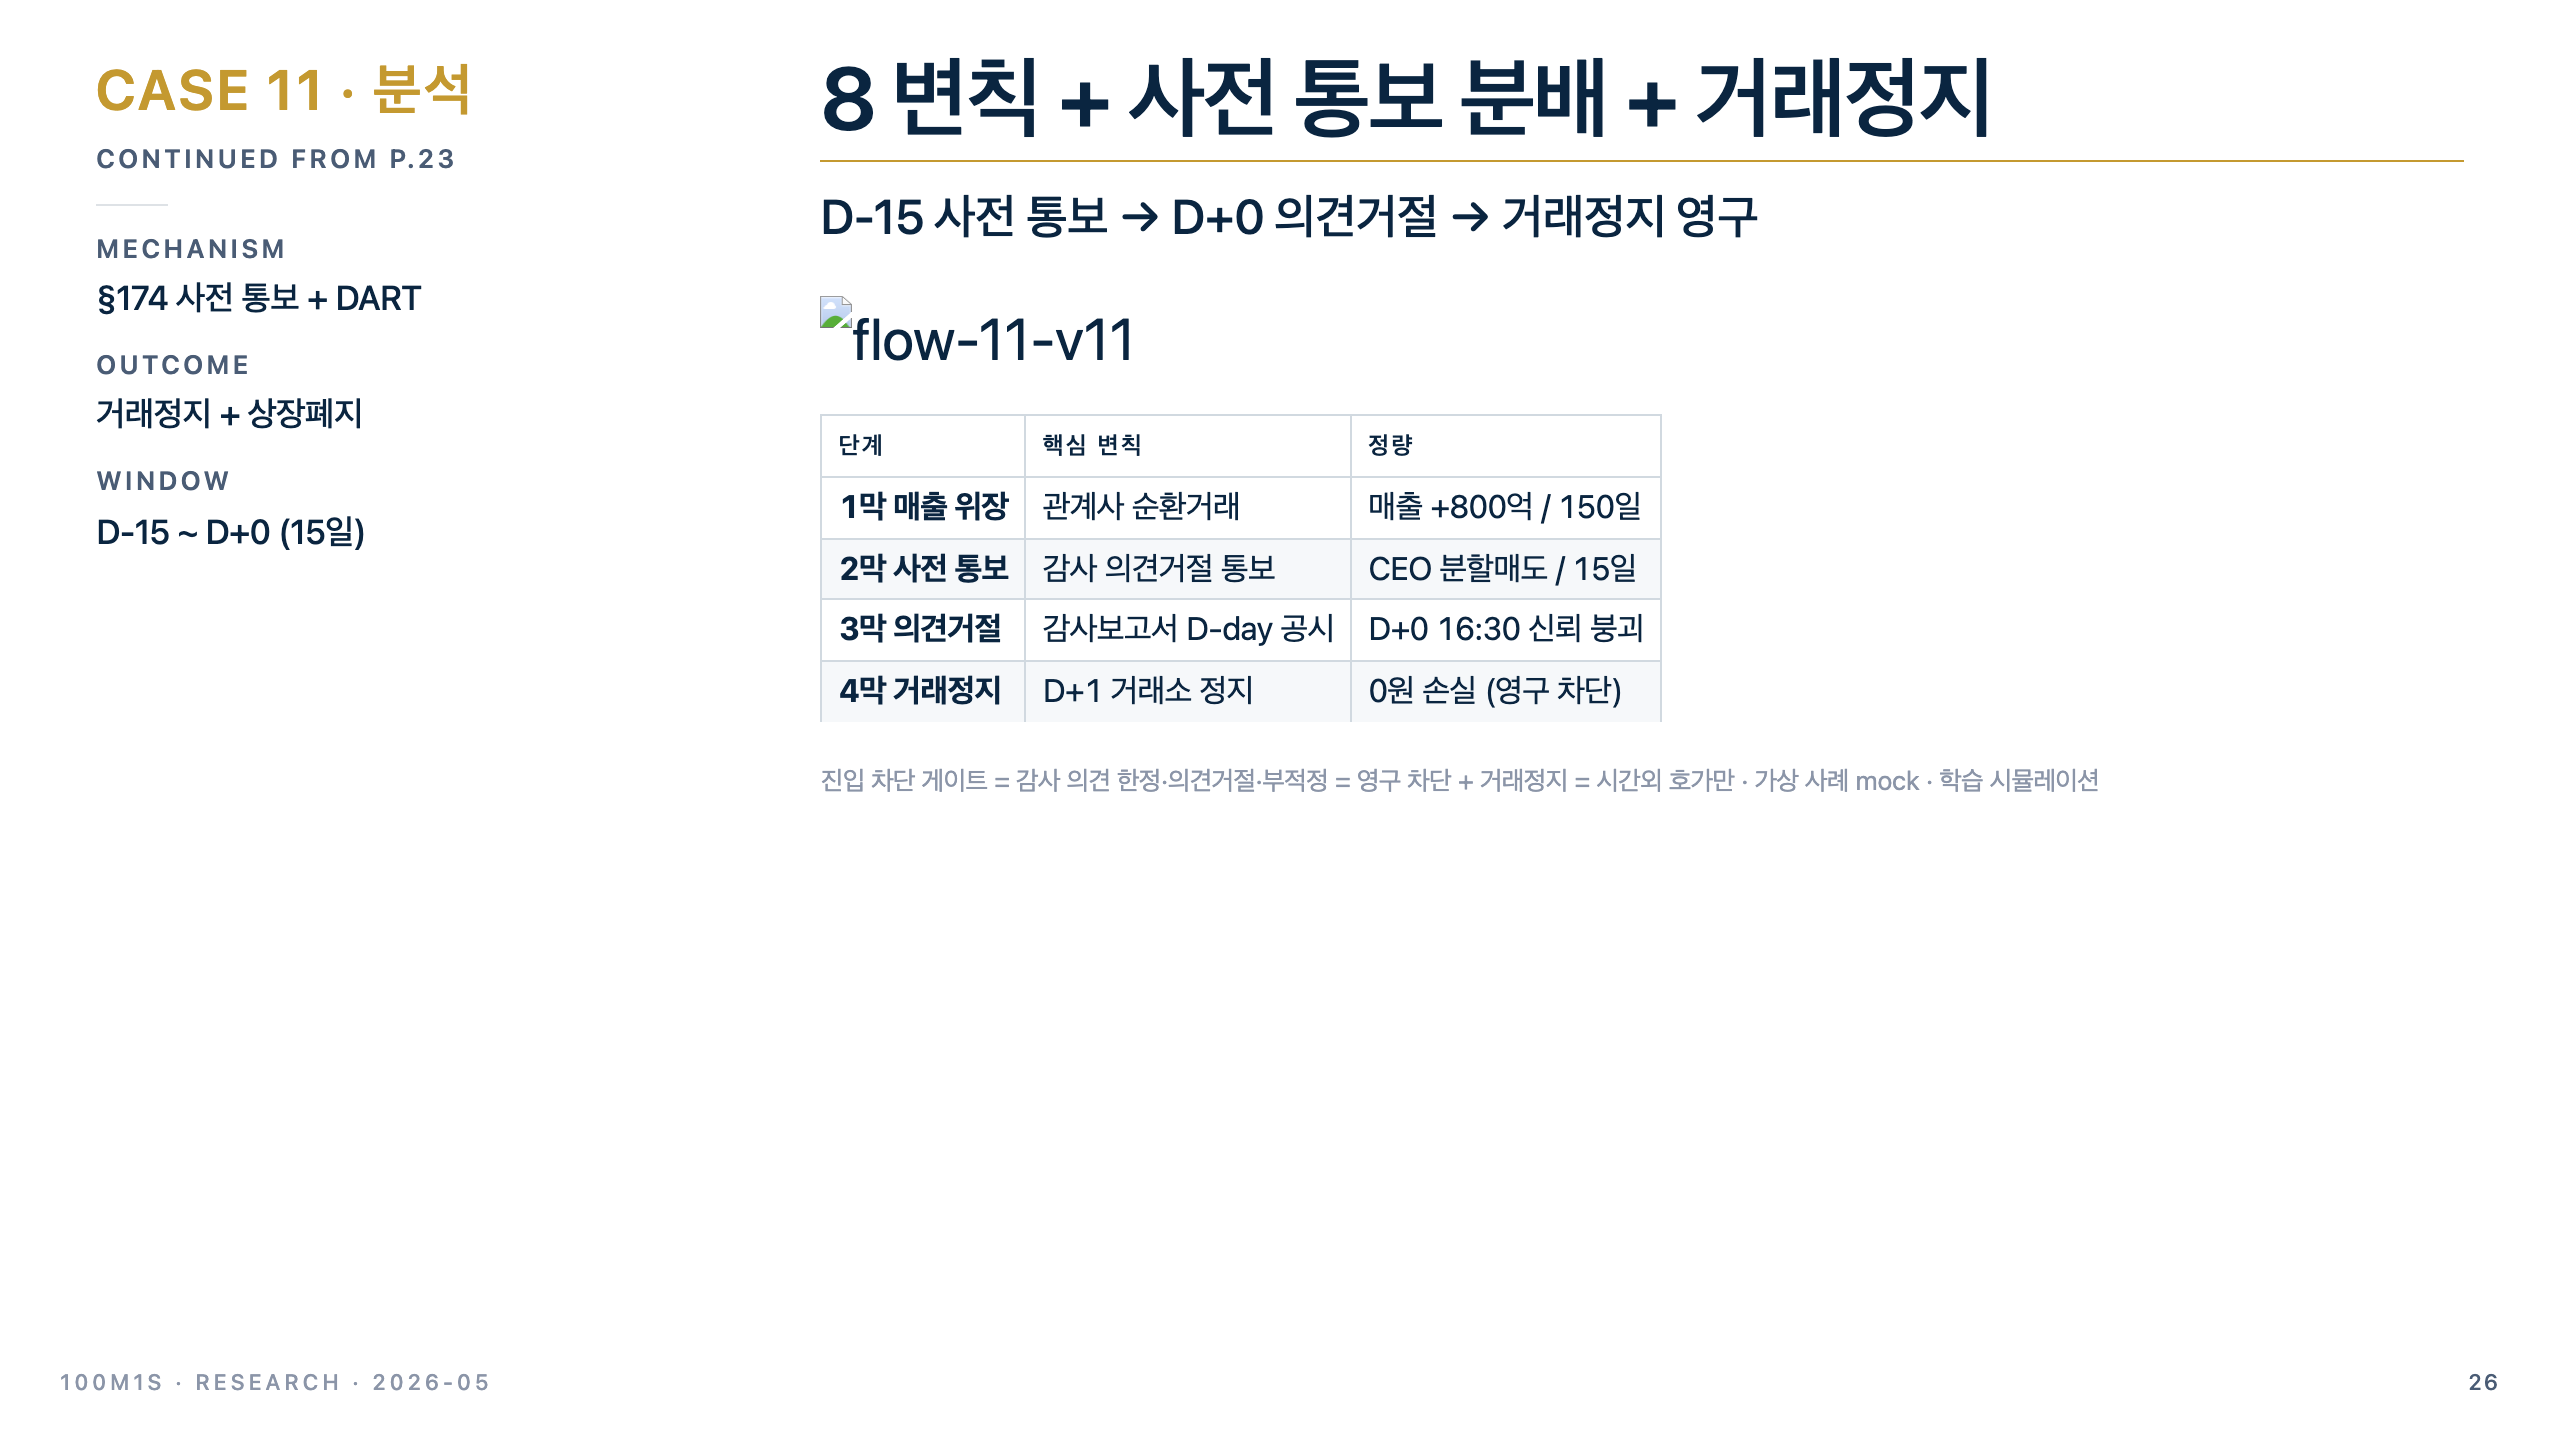 CASE 11 · 분석
CONTINUED FROM P.23
MECHANISM
§174 사전 통보 + DART
OUTCOME
거래정지 + 상장폐지
WINDOW
D-15 ~ D+0 (15일)
8 변칙 + 사전 통보 분배 + 거래정지
D-15 사전 통보 → D+0 의견거절 → 거래정지 영구
flow-11-v11
단계 핵심 변칙 정량
1막 매출 위장 관계사 순환거래 매출 +800억 / 150일
2막 사전 통보 감사 의견거절 통보 CEO 분할매도 / 15일
3막 의견거절 감사보고서 D-day 공시 D+0 16:30 신뢰 붕괴
4막 거래정지 D+1 거래소 정지 0원 손실 (영구 차단)
진입 차단 게이트 = 감사 의견 한정·의견거절·부적정 = 영구 차단 + 거래정지 = 시간외 호가만 · 가상 사례 mock · 학습 시뮬레이션
100M1S · RESEARCH · 2026-05
26